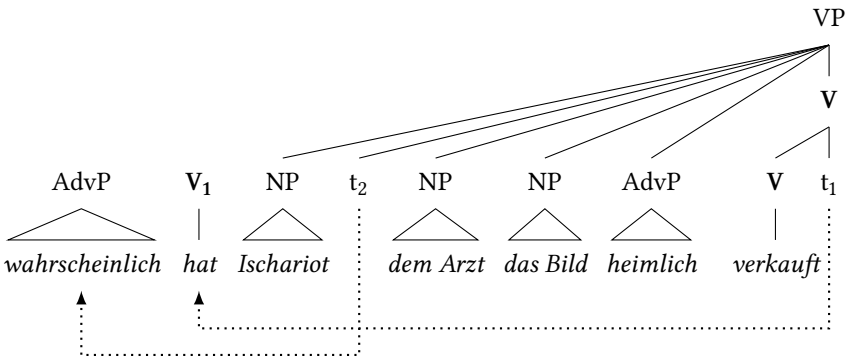 VP
V
AdvP V₁ NP t₂ NP NP AdvP V t₁
wahrscheinlich hat Ischariot dem Arzt das Bild heimlich verkauft